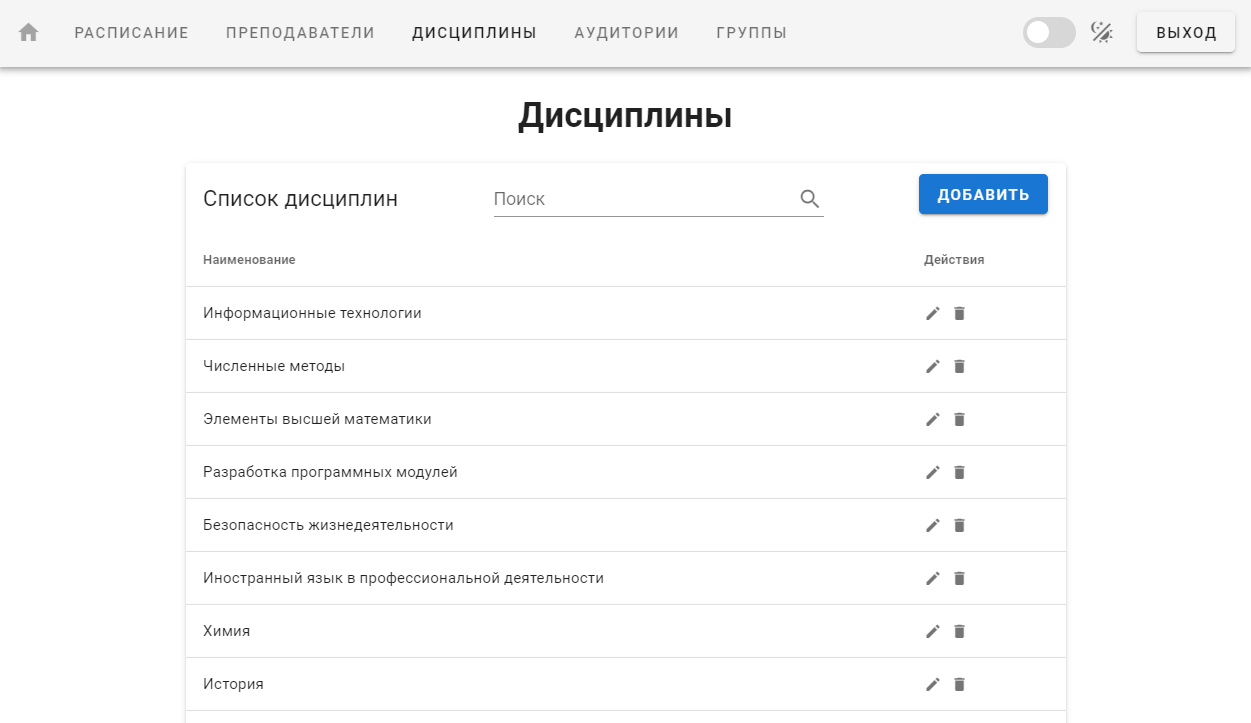 РАСПИСАНИЕ ПРЕПОДАВАТЕЛИ ДИСЦИПЛИНЫ АУДИТОРИИ ГРУППЫ ВЫХОД
Дисциплины
Список дисциплин Поиск ДОБАВИТЬ
Наименование Действия
Информационные технологии
Численные методы
Элементы высшей математики
Разработка программных модулей
Безопасность жизнедеятельности
Иностранный язык в профессиональной деятельности
Химия
История